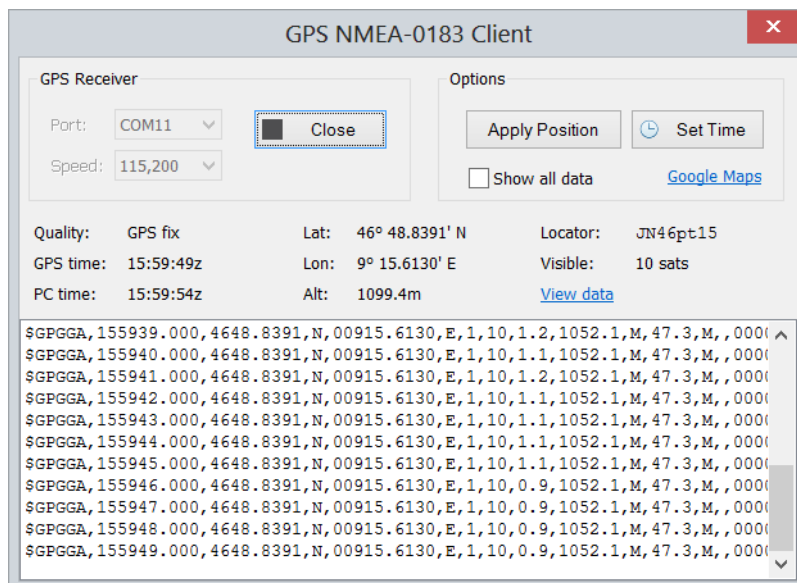 GPS NMEA-0183 Client
GPS Receiver
Port: COM11
Close
Speed: 115,200
Options
Apply Position
Set Time
Show all data
Google Maps
Quality: GPS fix Lat: 46º 48.8391' N Locator: JN46pt15
GPS time: 15:59:49z Lon: 9º 15.6130' E Visible: 10 sats
PC time: 15:59:54z Alt: 1099.4m View data
$GPGGA,155939.000,4648.8391,N,00915.6130,E,1,10,1.2,1052.1,M,47.3,M,,000
$GPGGA,155940.000,4648.8391,N,00915.6130,E,1,10,1.1,1052.1,M,47.3,M,,000
$GPGGA,155941.000,4648.8391,N,00915.6130,E,1,10,1.2,1052.1,M,47.3,M,,000
$GPGGA,155942.000,4648.8391,N,00915.6130,E,1,10,1.1,1052.1,M,47.3,M,,000
$GPGGA,155943.000,4648.8391,N,00915.6130,E,1,10,1.1,1052.1,M,47.3,M,,000
$GPGGA,155944.000,4648.8391,N,00915.6130,E,1,10,1.1,1052.1,M,47.3,M,,000
$GPGGA,155945.000,4648.8391,N,00915.6130,E,1,10,1.1,1052.1,M,47.3,M,,000
$GPGGA,155946.000,4648.8391,N,00915.6130,E,1,10,0.9,1052.1,M,47.3,M,,000
$GPGGA,155947.000,4648.8391,N,00915.6130,E,1,10,0.9,1052.1,M,47.3,M,,000
$GPGGA,155948.000,4648.8391,N,00915.6130,E,1,10,0.9,1052.1,M,47.3,M,,000
$GPGGA,155949.000,4648.8391,N,00915.6130,E,1,10,0.9,1052.1,M,47.3,M,,000